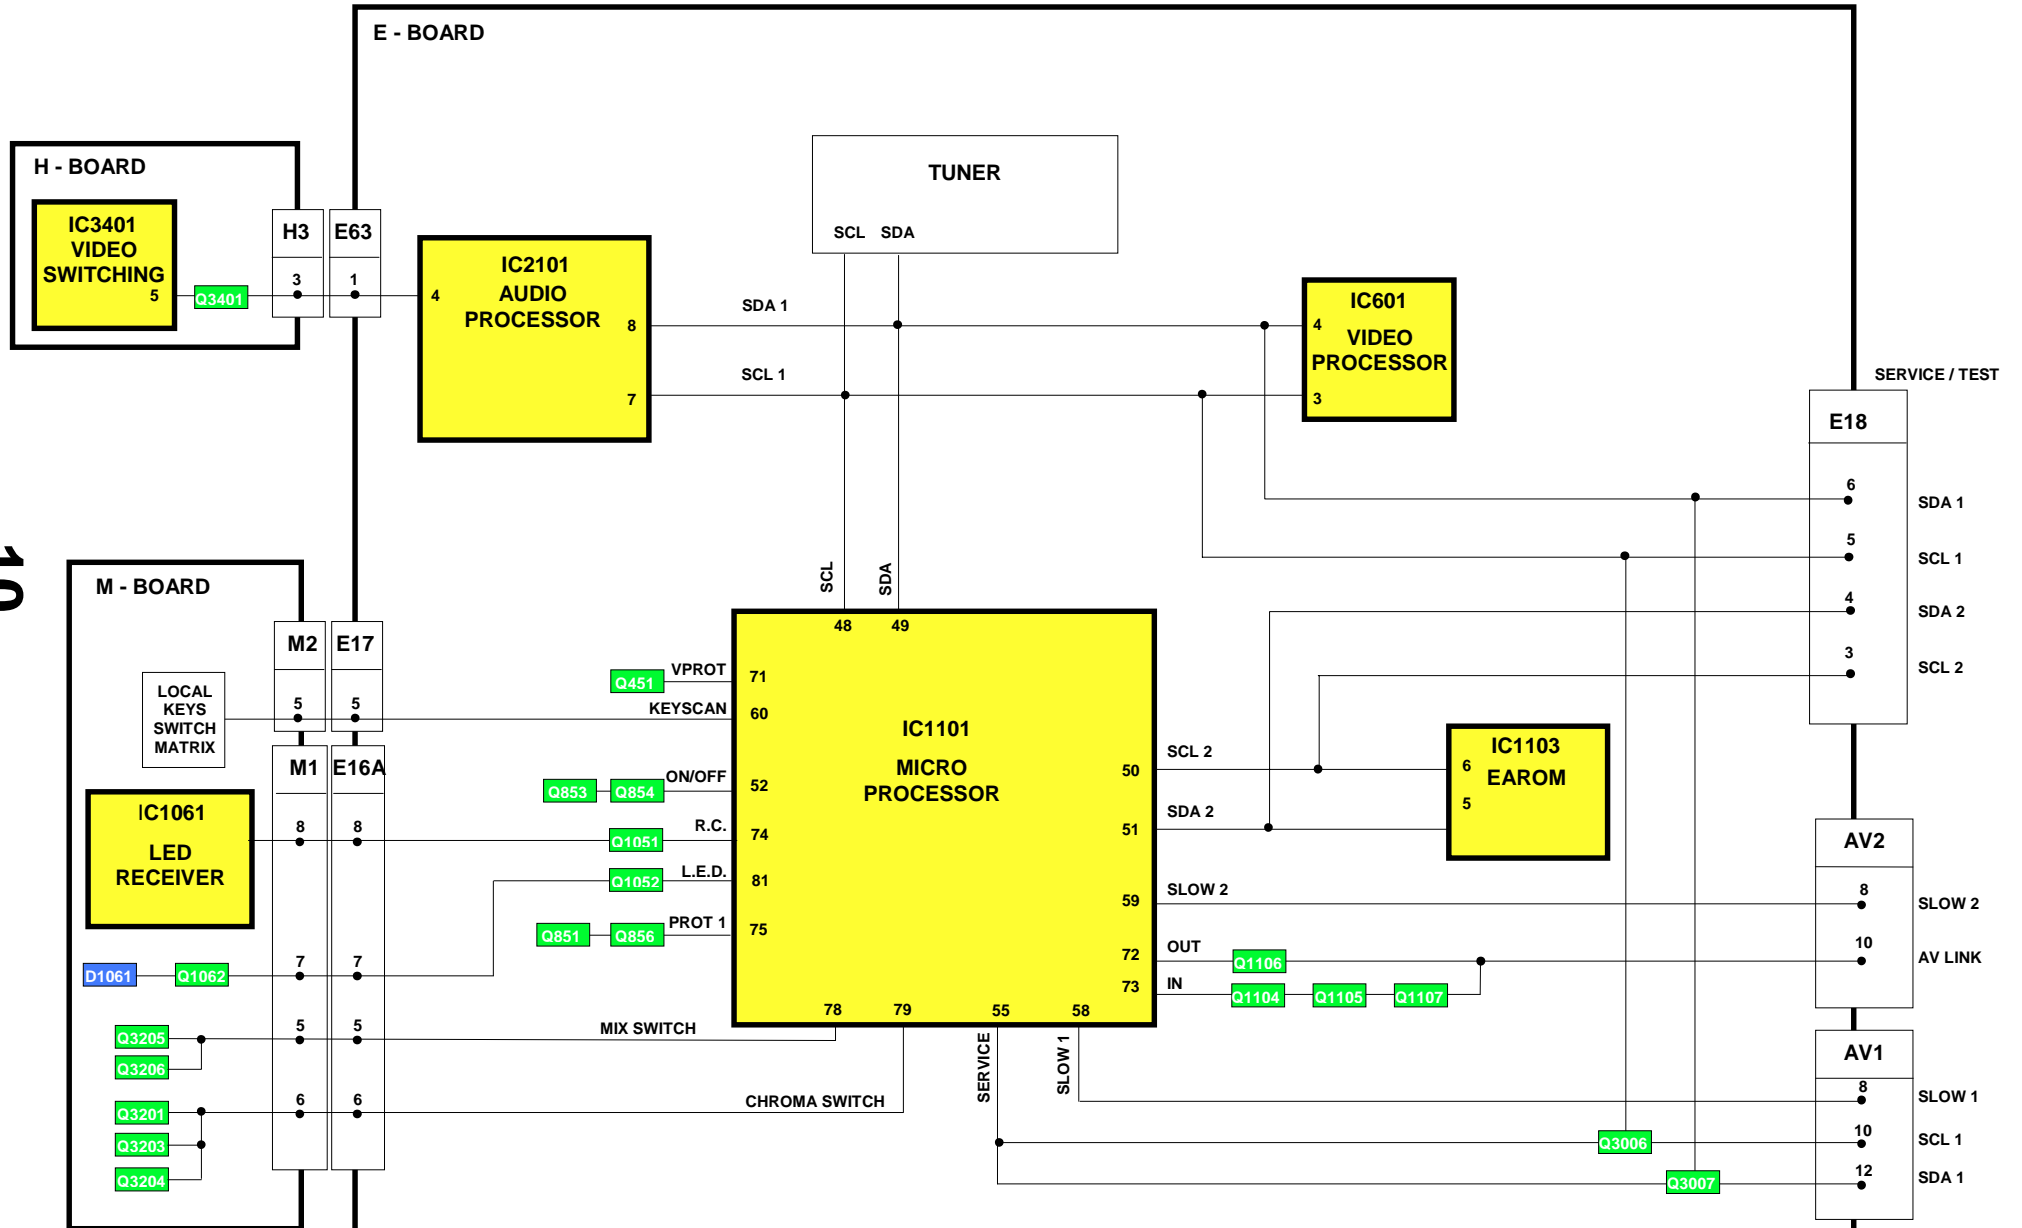 E - BOARD
H - BOARD
IC3401
VIDEO
SWITCHING
5
Q3401
H3
3
E63
1
IC2101
AUDIO
PROCESSOR
4
8
7
TUNER
SCL SDA
SDA 1
SCL 1
IC601
VIDEO
PROCESSOR
4
3
SERVICE / TEST
E18
6
SDA 1
5
SCL 1
4
SDA 2
3
SCL 2
10
M - BOARD
M2
5
E17
5
LOCAL
KEYS
SWITCH
MATRIX
M1
E16A
IC1061
LED
RECEIVER
8
8
D1061
Q1062
7
7
Q3205
Q3206
5
5
Q3201
Q3203
Q3204
6
6
SCL
SDA
48
49
Q451
VPROT
71
KEYSCAN
60
Q853
Q854
ON/OFF
52
Q1051
R.C.
74
Q1052
L.E.D.
81
Q851
Q856
PROT 1
75
IC1101
MICRO
PROCESSOR
50
SCL 2
51
SDA 2
59
SLOW 2
72
OUT
73
IN
78
79
55
58
MIX SWITCH
CHROMA SWITCH
SERVICE
SLOW 1
IC1103
EAROM
6
5
Q1106
Q1104
Q1105
Q1107
AV2
8
SLOW 2
10
AV LINK
AV1
8
SLOW 1
Q3006
10
SCL 1
Q3007
12
SDA 1